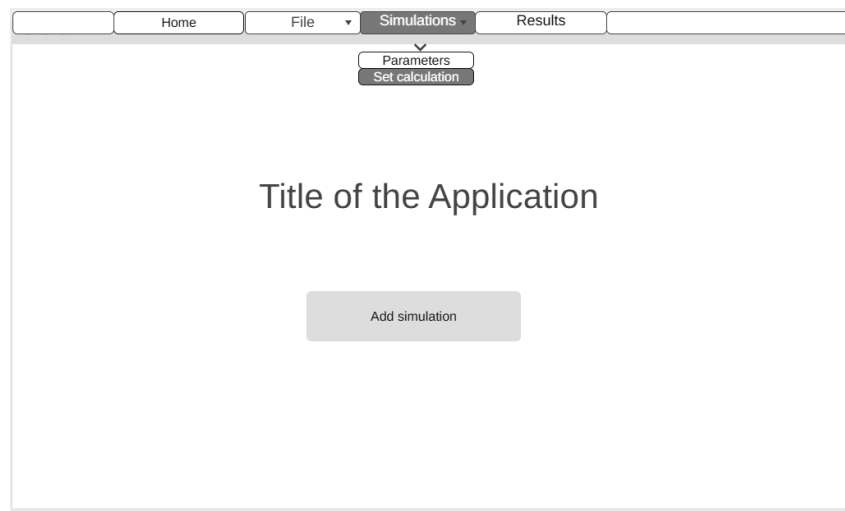 Home
File
Simulations
Results
Parameters
Set calculation
Title of the Application
Add simulation